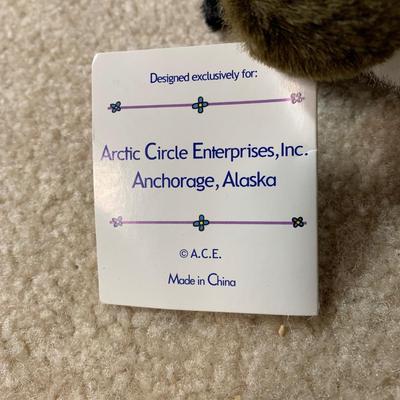 Designed exclusively for:
Arctic Circle Enterprises, Inc.
Anchorage, Alaska
© A.C.E.
Made in China